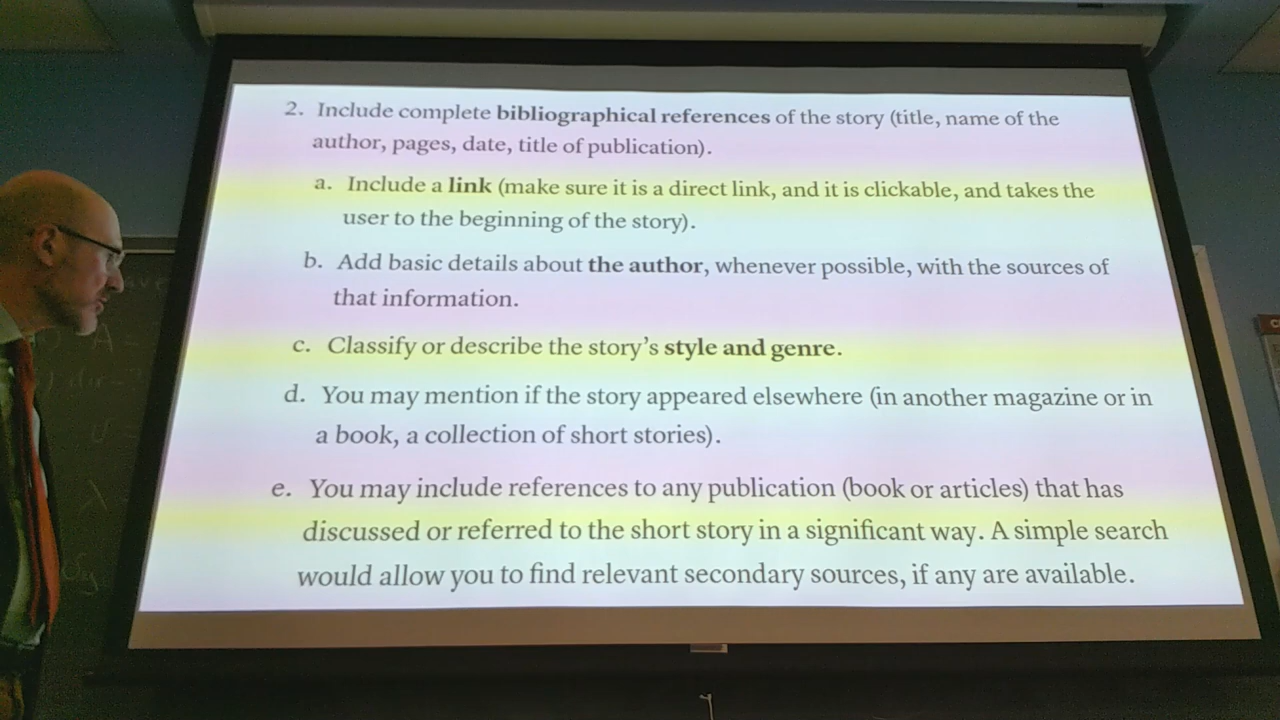 2. Include complete bibliographical references of the story (title, name of the
author, pages, date, title of publication).
a. Include a link (make sure it is a direct link, and it is clickable, and takes the
user to the beginning of the story).
b. Add basic details about the author, whenever possible, with the sources of
that information.
c. Classify or describe the story's style and genre.
d. You may mention if the story appeared elsewhere (in another magazine or in
a book, a collection of short stories).
e. You may include references to any publication (book or articles) that has
discussed or referred to the short story in a significant way. A simple search
would allow you to find relevant secondary sources, if any are available.